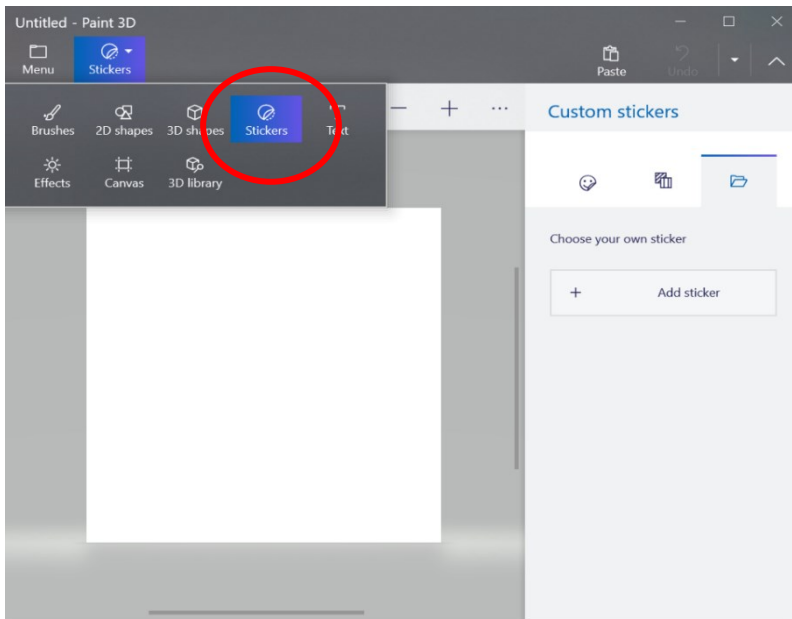 Untitled - Paint 3D
Menu Stickers Paste Undo
Brushes 2D shapes 3D shapes Stickers Text
Effects Canvas 3D library
Custom stickers
Choose your own sticker
+ Add sticker